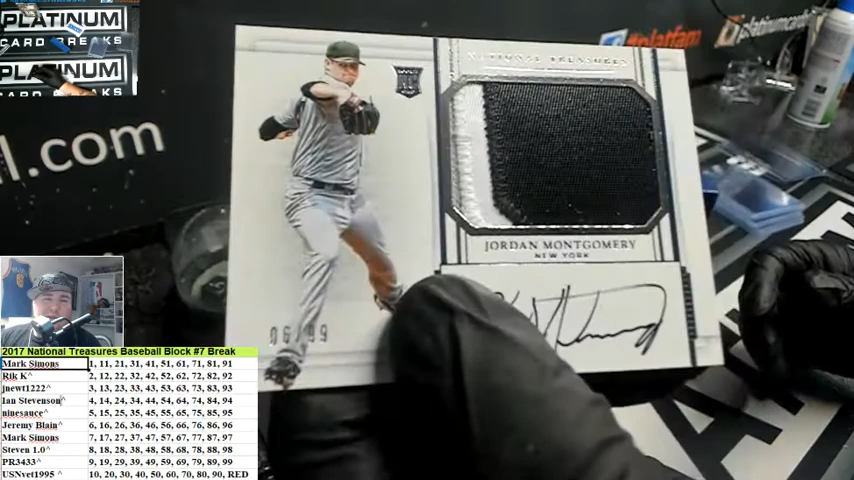 PLATINUM
CARD BREAKS
PLATINUM
CARD BREAKS
#platfam
platinumcard
l.com
NATIONAL TREASURES
JORDAN MONTGOMERY
NEW YORK
06/99
2017 National Treasures Baseball Block #7 Break
Mark Simons 1, 11, 21, 31, 41, 51, 61, 71, 81, 91
Rik K^ 2, 12, 22, 32, 42, 52, 62, 72, 82, 92
jnewt1222^ 3, 13, 23, 33, 43, 53, 63, 73, 83, 93
Ian Stevenson^ 4, 14, 24, 34, 44, 54, 64, 74, 84, 94
ninesauce^ 5, 15, 25, 35, 45, 55, 65, 75, 85, 95
Jeremy Blain^ 6, 16, 26, 36, 46, 56, 66, 76, 86, 96
Mark Simons 7, 17, 27, 37, 47, 57, 67, 77, 87, 97
Steven 1.0^ 8, 18, 28, 38, 48, 58, 68, 78, 88, 98
PR3433^ 9, 19, 29, 39, 49, 59, 69, 79, 89, 99
USNvet1995 ^ 10, 20, 30, 40, 50, 60, 70, 80, 90, RED